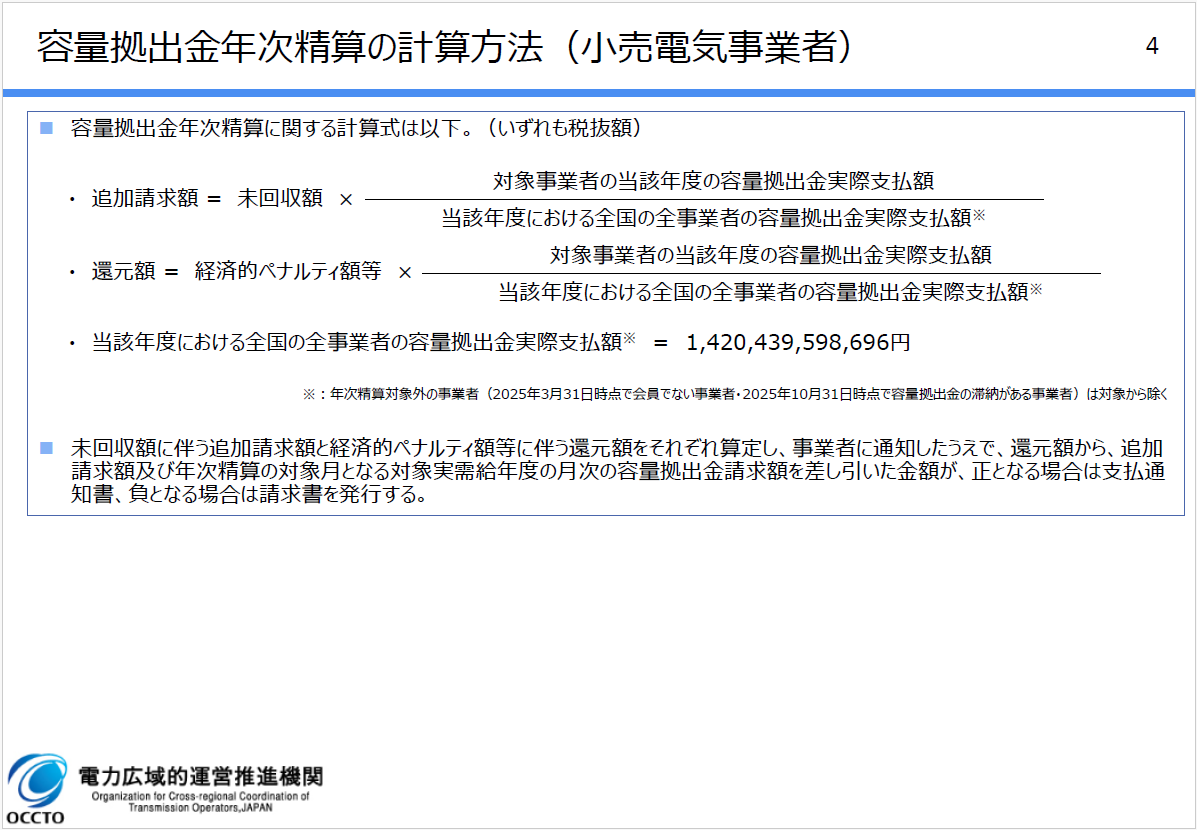 容量拠出金年次精算の計算方法（小売電気事業者）
4
■ 容量拠出金年次精算に関する計算式は以下。（いずれも税抜額）
・ 追加請求額 ＝ 未回収額 ×
対象事業者の当該年度の容量拠出金実際支払額
当該年度における全国の全事業者の容量拠出金実際支払額※
・ 還元額 ＝ 経済的ペナルティ額等 ×
対象事業者の当該年度の容量拠出金実際支払額
当該年度における全国の全事業者の容量拠出金実際支払額※
・ 当該年度における全国の全事業者の容量拠出金実際支払額※ ＝ 1,420,439,598,696円
※：年次精算対象外の事業者（2025年3月31日時点で会員でない事業者・2025年10月31日時点で容量拠出金の滞納がある事業者）は対象から除く
■ 未回収額に伴う追加請求額と経済的ペナルティ額等に伴う還元額をそれぞれ算定し、事業者に通知したうえで、還元額から、追加
請求額及び年次精算の対象月となる対象実需給年度の月次の容量拠出金請求額を差し引いた金額が、正となる場合は支払通
知書、負となる場合は請求書を発行する。
電力広域的運営推進機関
Organization for Cross-regional Coordination of
Transmission Operators,JAPAN
OCCTO